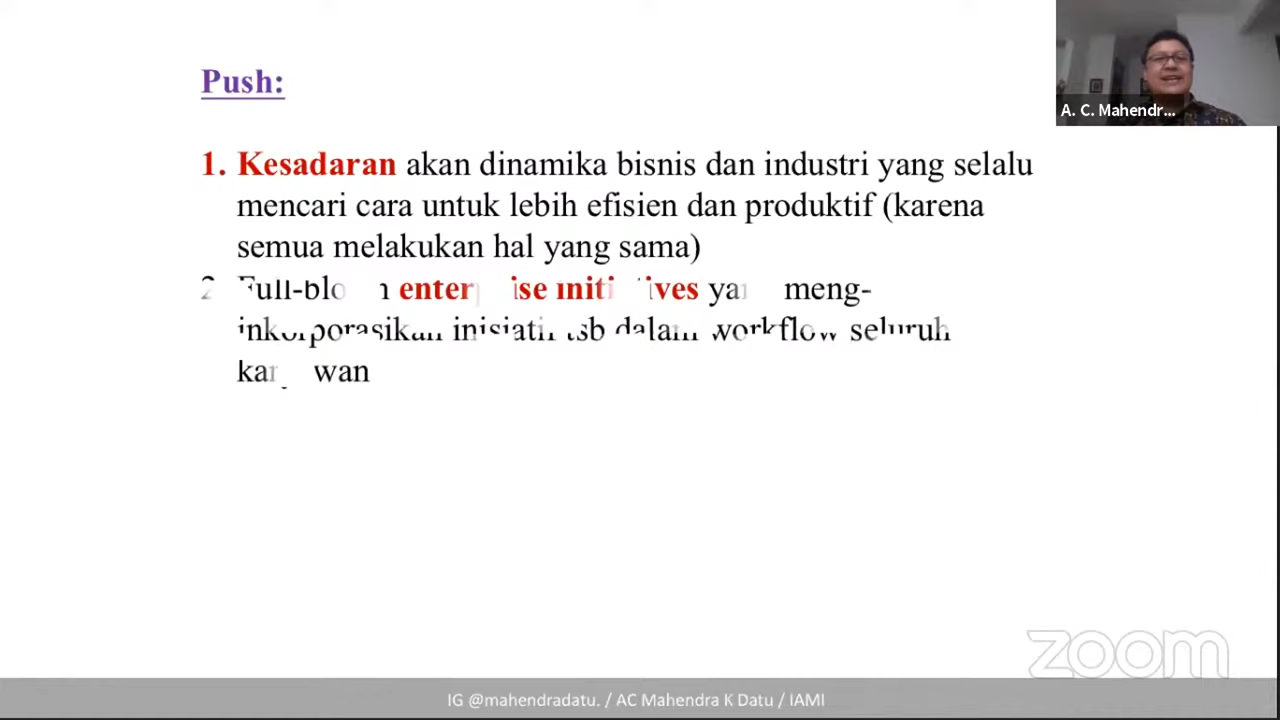 A. C. Mahendr...
Push:
1. Kesadaran akan dinamika bisnis dan industri yang selalu
mencari cara untuk lebih efisien dan produktif (karena
semua melakukan hal yang sama)
2. Full-blown enterprise initiatives yang meng-
inkorporasikan inisiatif tsb dalam workflow seluruh
karyawan
zoom
IG @mahendradatu. / AC Mahendra K Datu / IAMI